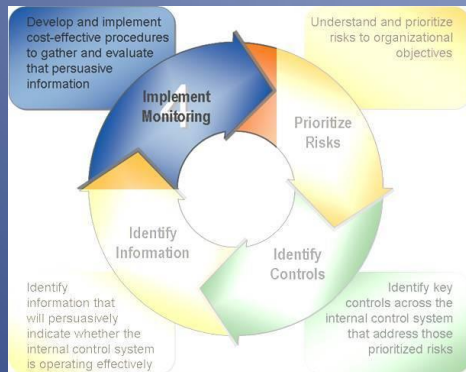 Develop and implement
cost-effective procedures
to gather and evaluate
that persuasive
information
Understand and prioritize
risks to organizational
objectives
4
Implement
Monitoring
Prioritize
Risks
Identify
Information
Identify
Controls
Identify
information that
will persuasively
indicate whether the
internal control system
is operating effectively
Identify key
controls across the
internal control system
that address those
prioritized risks